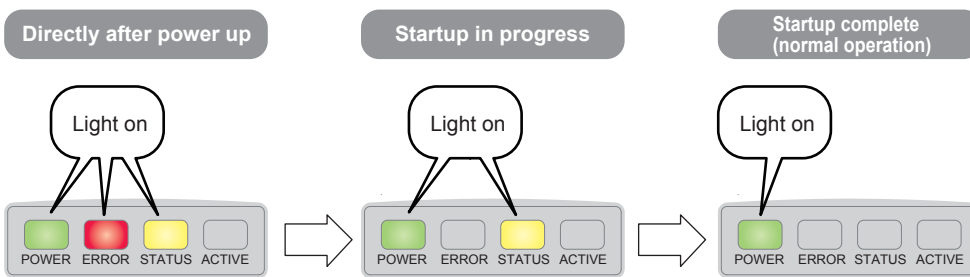 Directly after power up
Startup in progress
Startup complete
(normal operation)
Light on
Light on
Light on
POWER ERROR STATUS ACTIVE
POWER ERROR STATUS ACTIVE
POWER ERROR STATUS ACTIVE